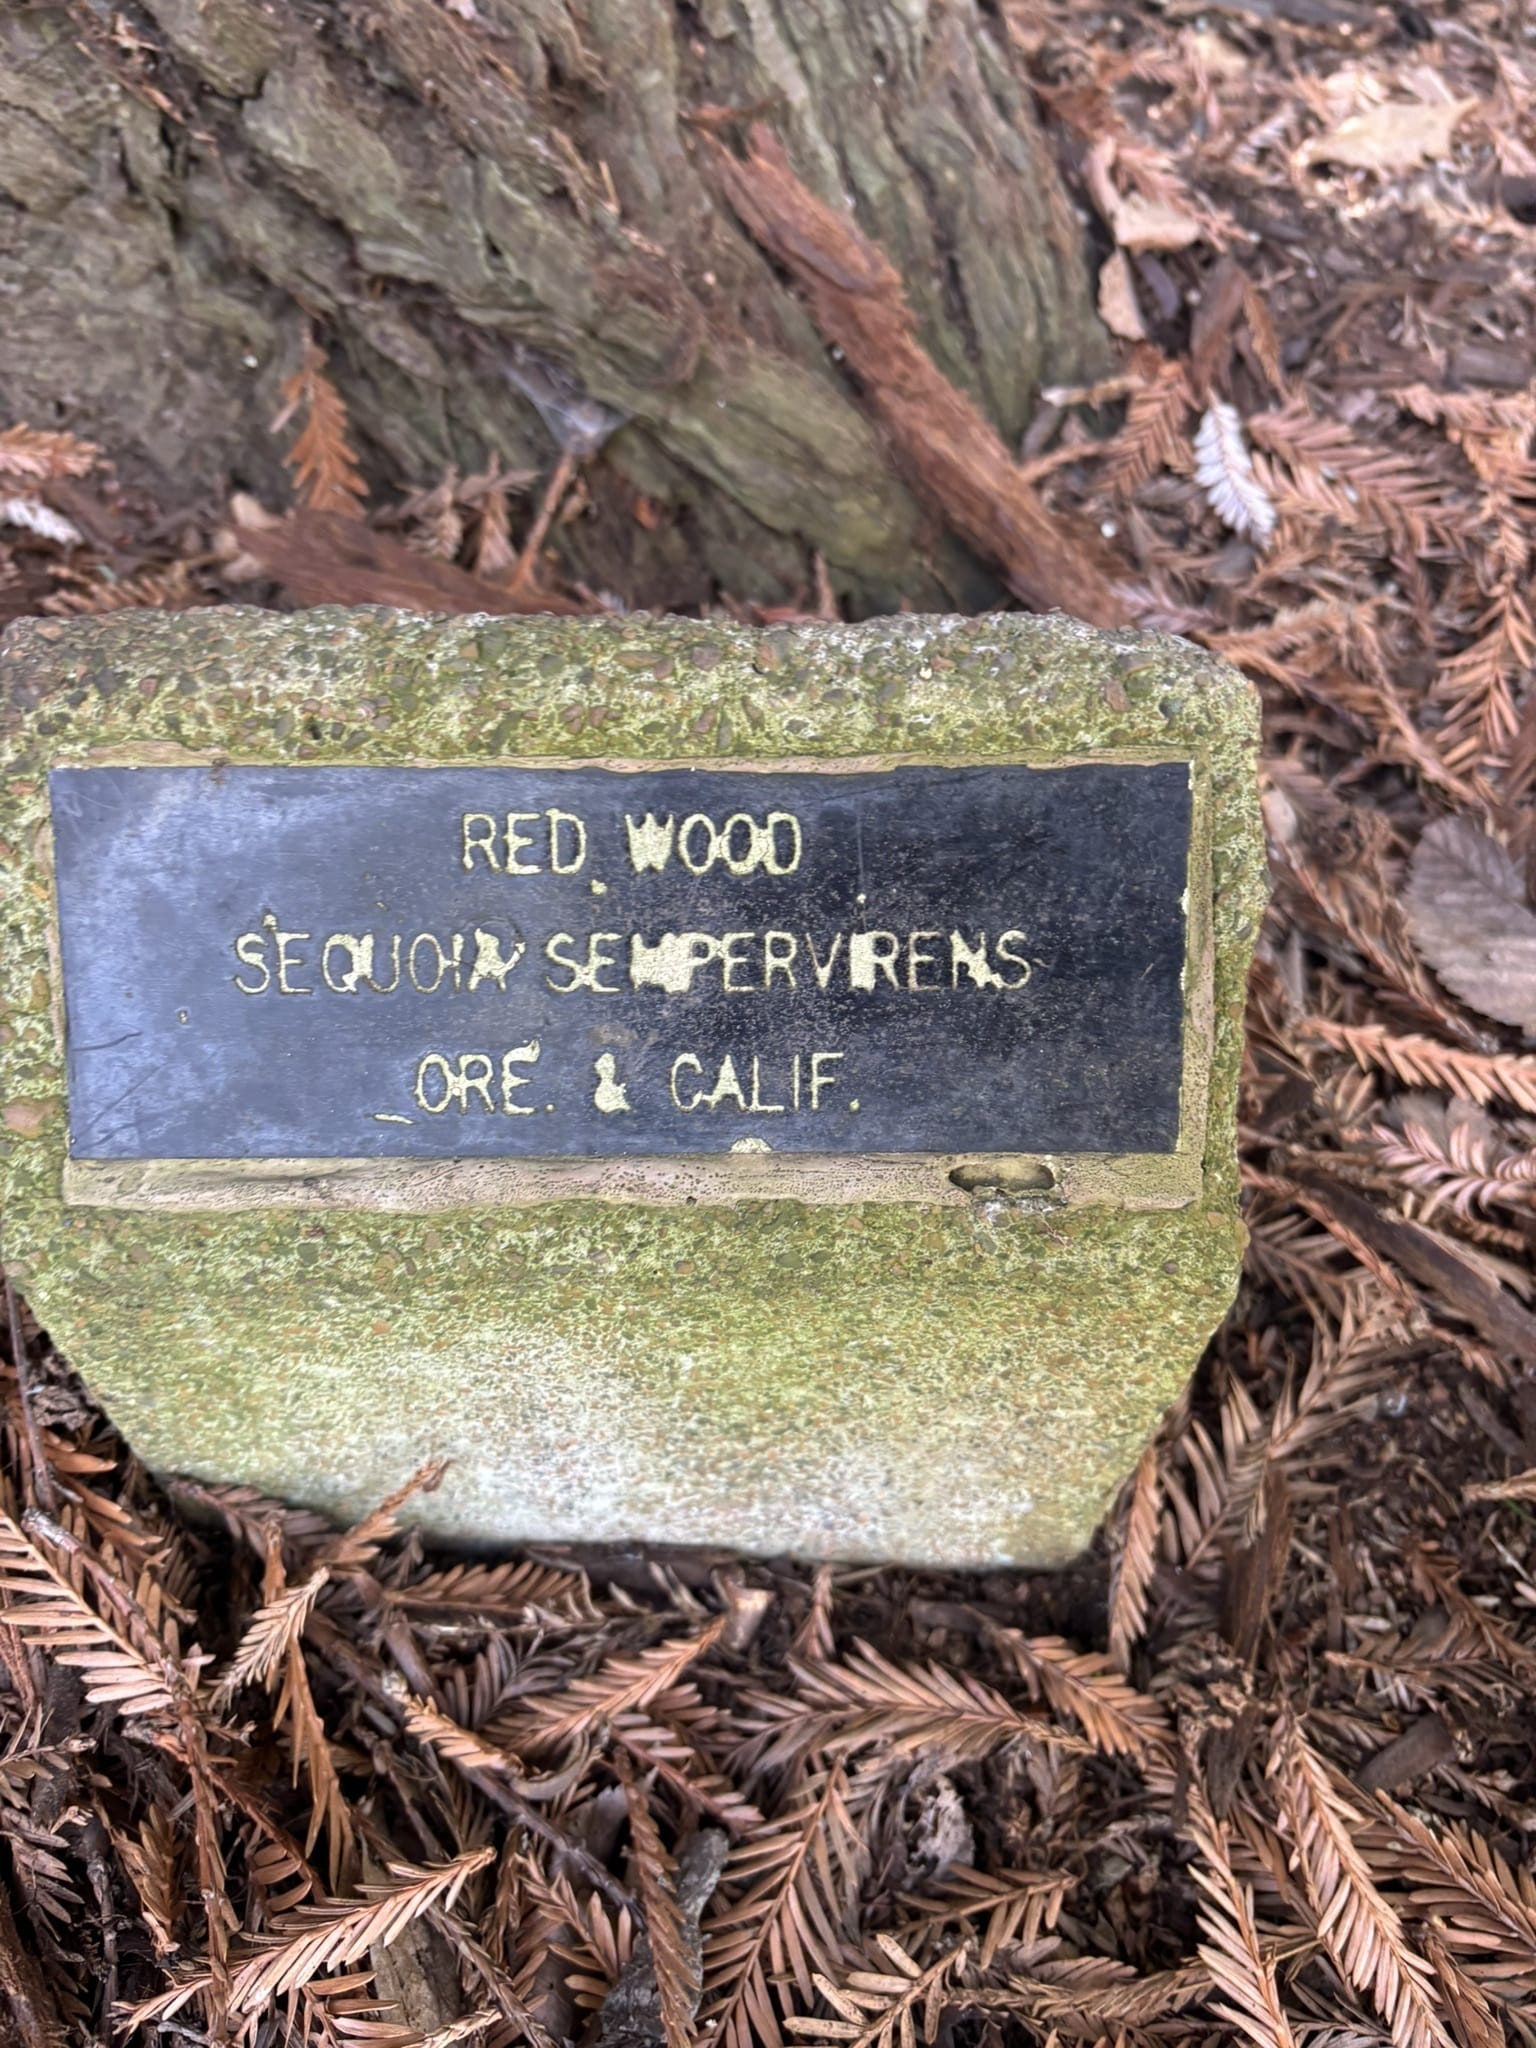 RED WOOD
SEQUOIA SEMPERVIRENS
ORE. & CALIF.